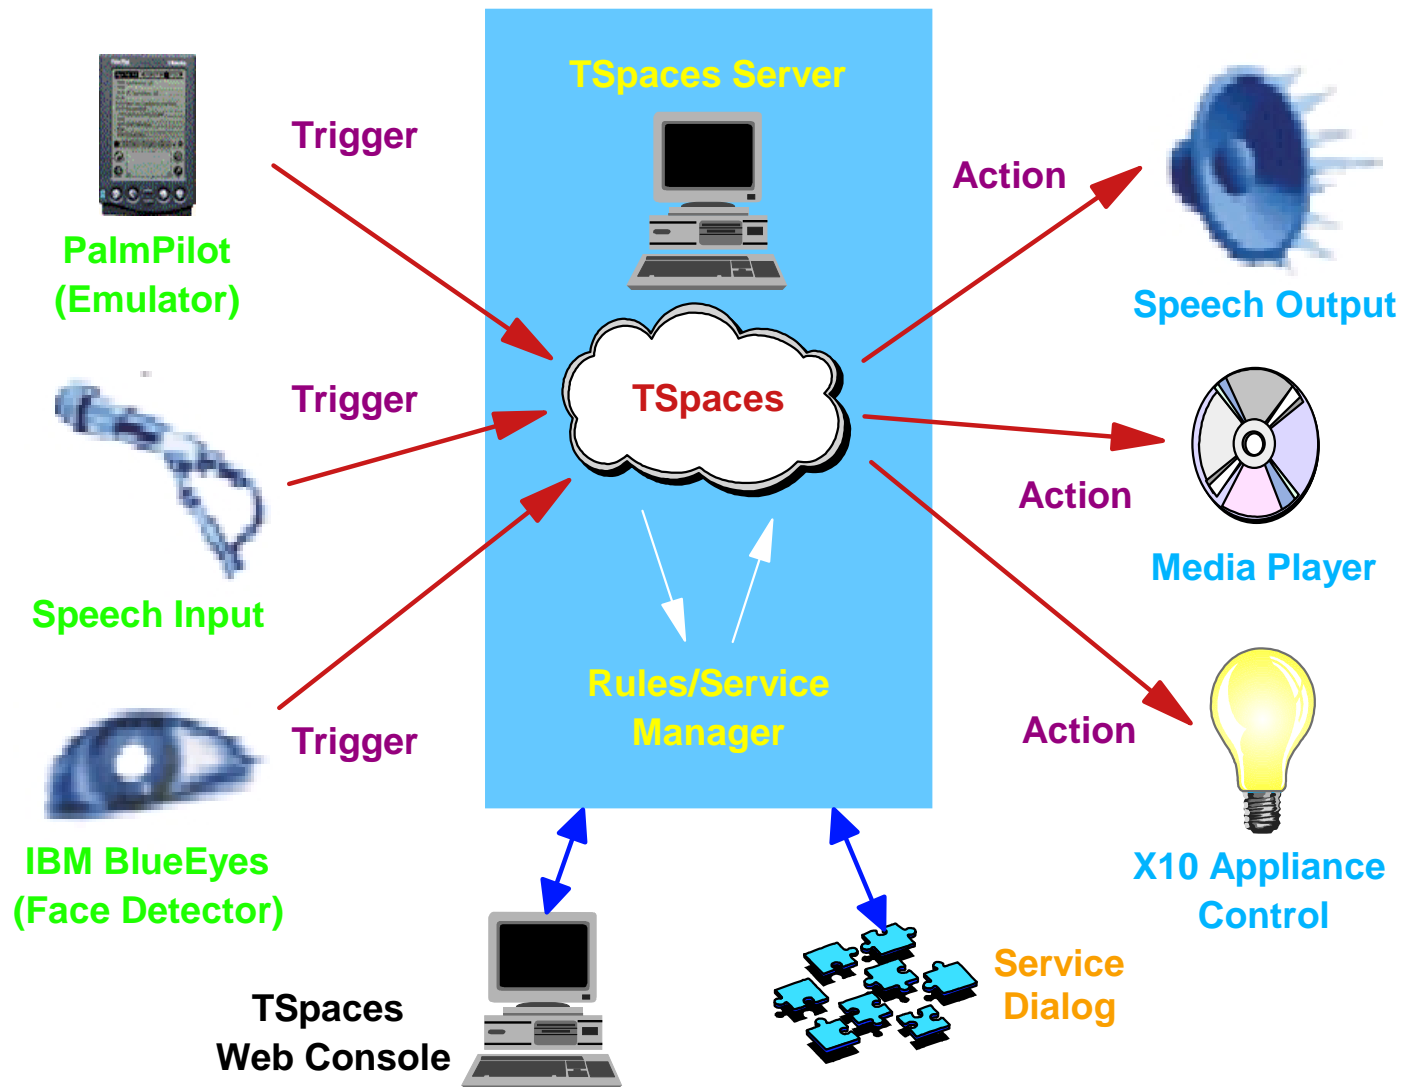 TSpaces Server
Trigger
Action
PalmPilot
(Emulator)
Speech Output
TSpaces
Trigger
Action
Media Player
Speech Input
Rules/Service
Manager
Trigger
Action
IBM BlueEyes
(Face Detector)
X10 Appliance
Control
TSpaces
Web Console
Service
Dialog